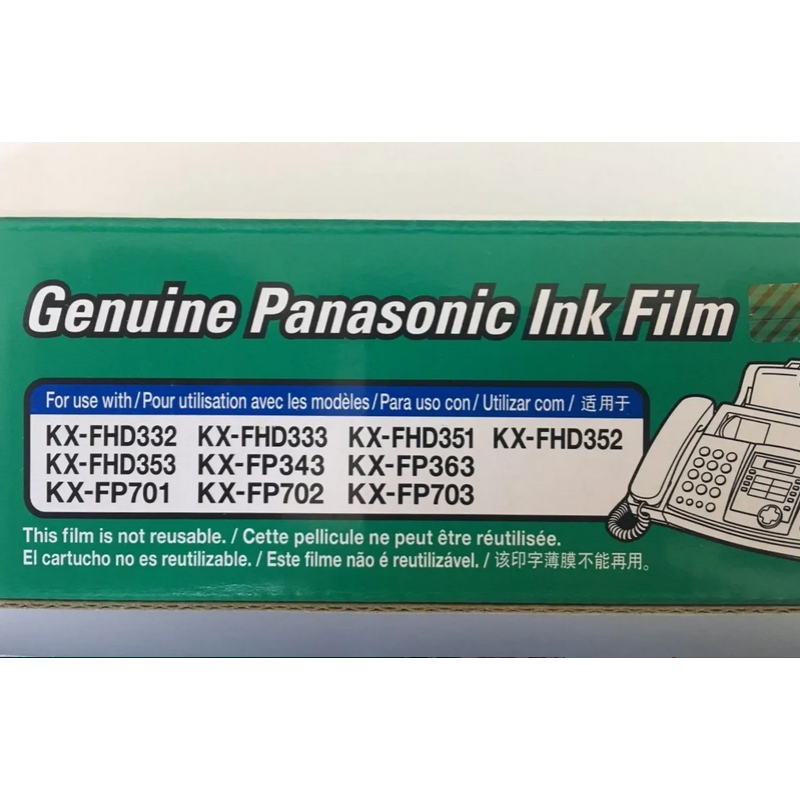 Genuine Panasonic Ink Film
For use with / Pour utilisation avec les modèles / Para uso con / Utilizar com / 适用于
KX-FHD332 KX-FHD333 KX-FHD351 KX-FHD352
KX-FHD353 KX-FP343 KX-FP363
KX-FP701 KX-FP702 KX-FP703
This film is not reusable. / Cette pellicule ne peut être réutilisée.
El cartucho no es reutilizable. / Este filme não é reutilizável. / 该印字薄膜不能再用。